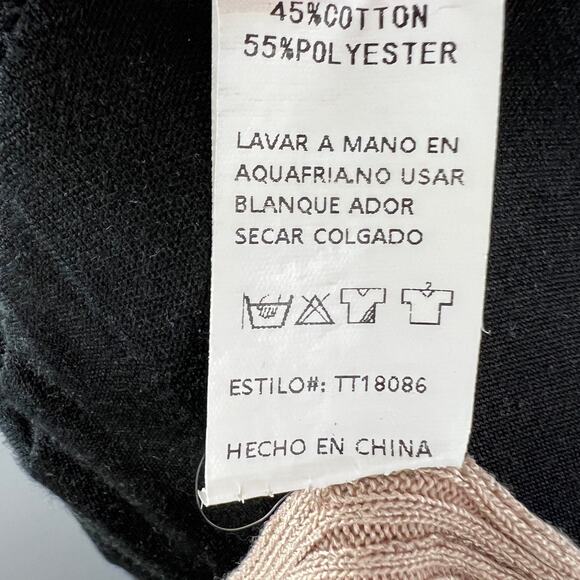 45%COTTON
55%POLYESTER
LAVAR A MANO EN
AQUAFRIA.NO USAR
BLANQUE ADOR
SECAR COLGADO
2
ESTILO#: TT18086
HECHO EN CHINA